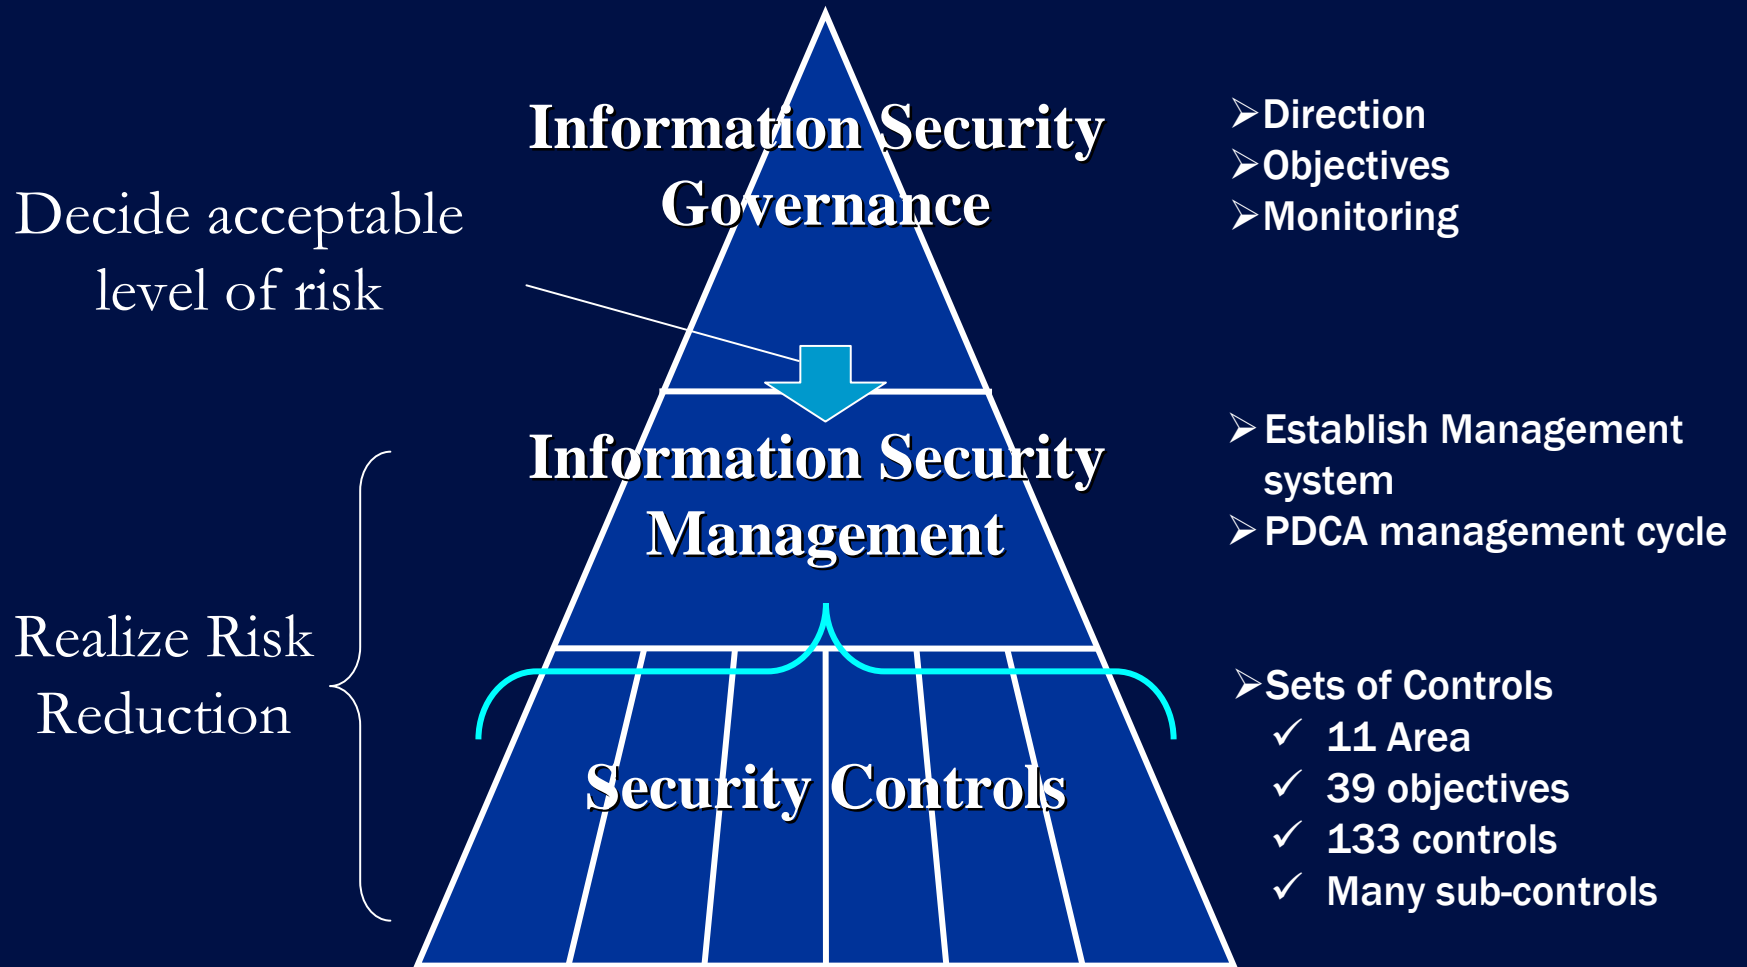 Information Security
Governance
➢Direction
➢Objectives
➢Monitoring
Decide acceptable
level of risk
Information Security
Management
➢Establish Management
system
➢PDCA management cycle
Realize Risk
Reduction
Security Controls
➢Sets of Controls
✓ 11 Area
✓ 39 objectives
✓ 133 controls
✓ Many sub-controls